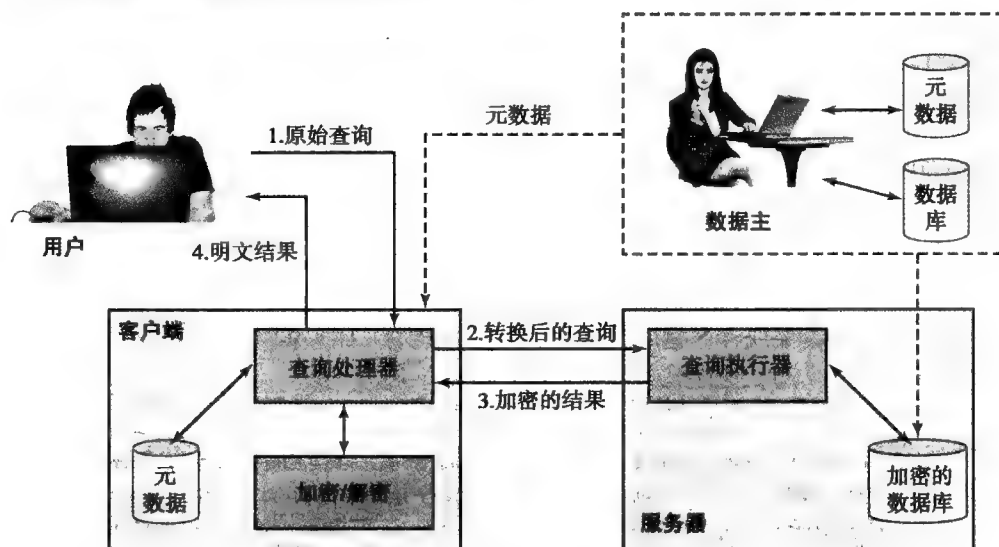 元
数据
元数据
1.原始查询
数据
库
数据主
用户
4.明文结果
客户端
2.转换后的查询
查询处理器
查询执行器
3.加密的结果
元
数据
加密/解密
加密的
数据库
服务器